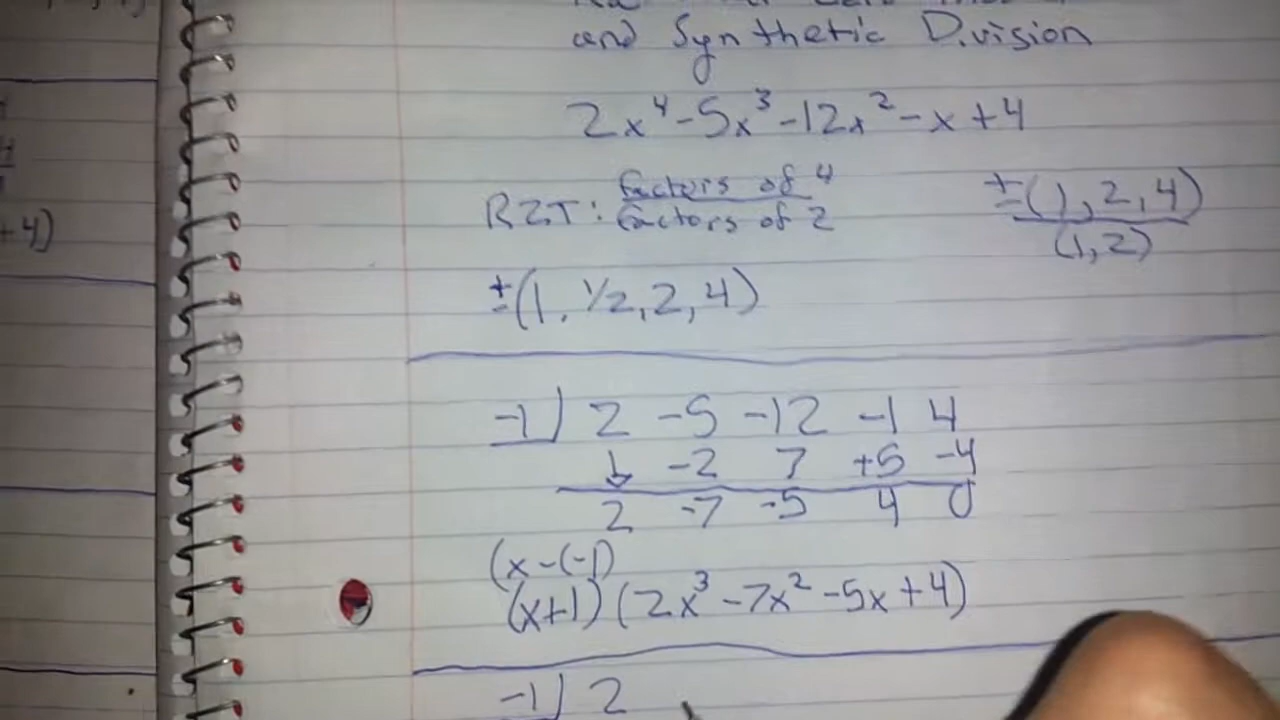 and Synthetic Division
2x⁴-5x³-12x²-x+4
RZT: factors of 4 / factors of 2 ±(1,2,4) / (1,2)
±(1, 1/2, 2, 4)
-1 ) 2 -5 -12 -1 4
↓ -2 7 +5 -4
2 -7 -5 4 0
(x-(-1)
(x+1)(2x³-7x²-5x+4)
-1 ) 2
+4)